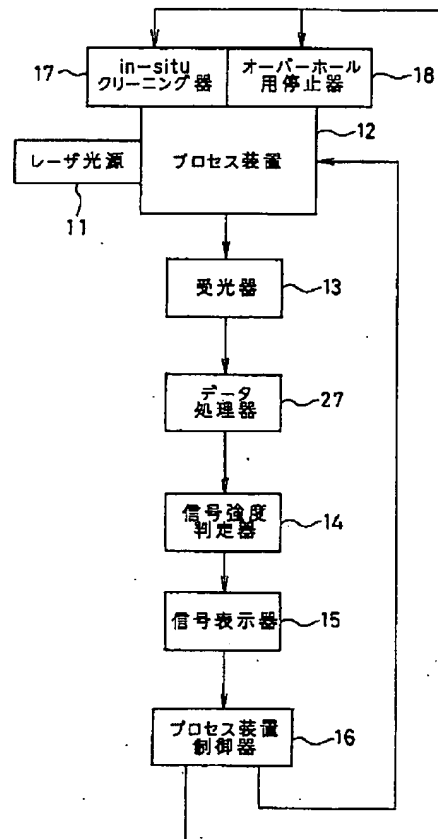 17
in-situ
クリーニング器
オーバーホール
用停止器
18
レーザ光源
11
プロセス装置
12
受光器
13
データ
処理器
27
信号強度
判定器
14
信号表示器
15
プロセス装置
制御器
16